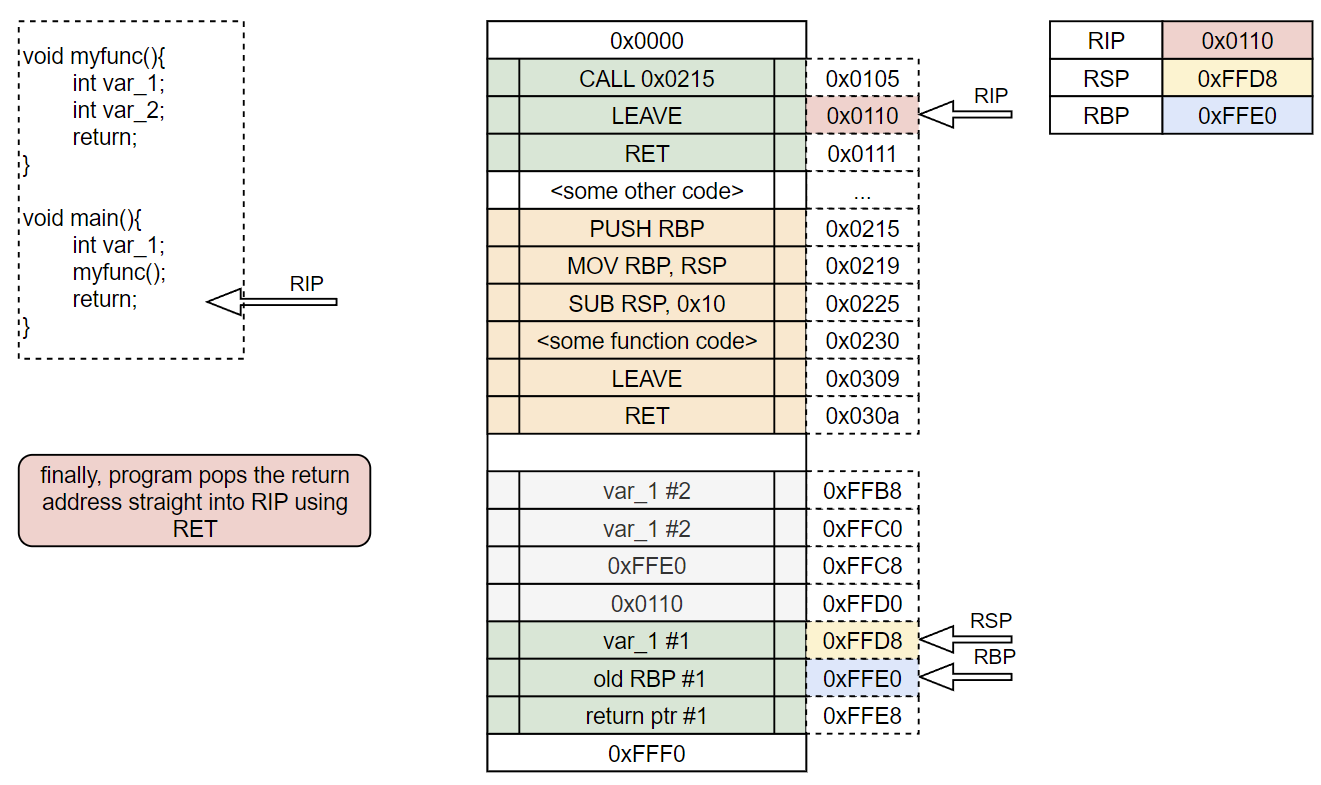 void myfunc(){
int var_1;
int var_2;
return;
}
void main(){
int var_1;
myfunc();
return;
}
RIP
finally, program pops the return
address straight into RIP using
RET
0x0000
CALL 0x0215 0x0105
LEAVE 0x0110
RIP
RET 0x0111
<some other code> ...
PUSH RBP 0x0215
MOV RBP, RSP 0x0219
SUB RSP, 0x10 0x0225
<some function code> 0x0230
LEAVE 0x0309
RET 0x030a
var_1 #2 0xFFB8
var_1 #2 0xFFC0
0xFFE0 0xFFC8
0x0110 0xFFD0
var_1 #1 0xFFD8
RSP
old RBP #1 0xFFE0
RBP
return ptr #1 0xFFE8
0xFFF0
RIP 0x0110
RSP 0xFFD8
RBP 0xFFE0